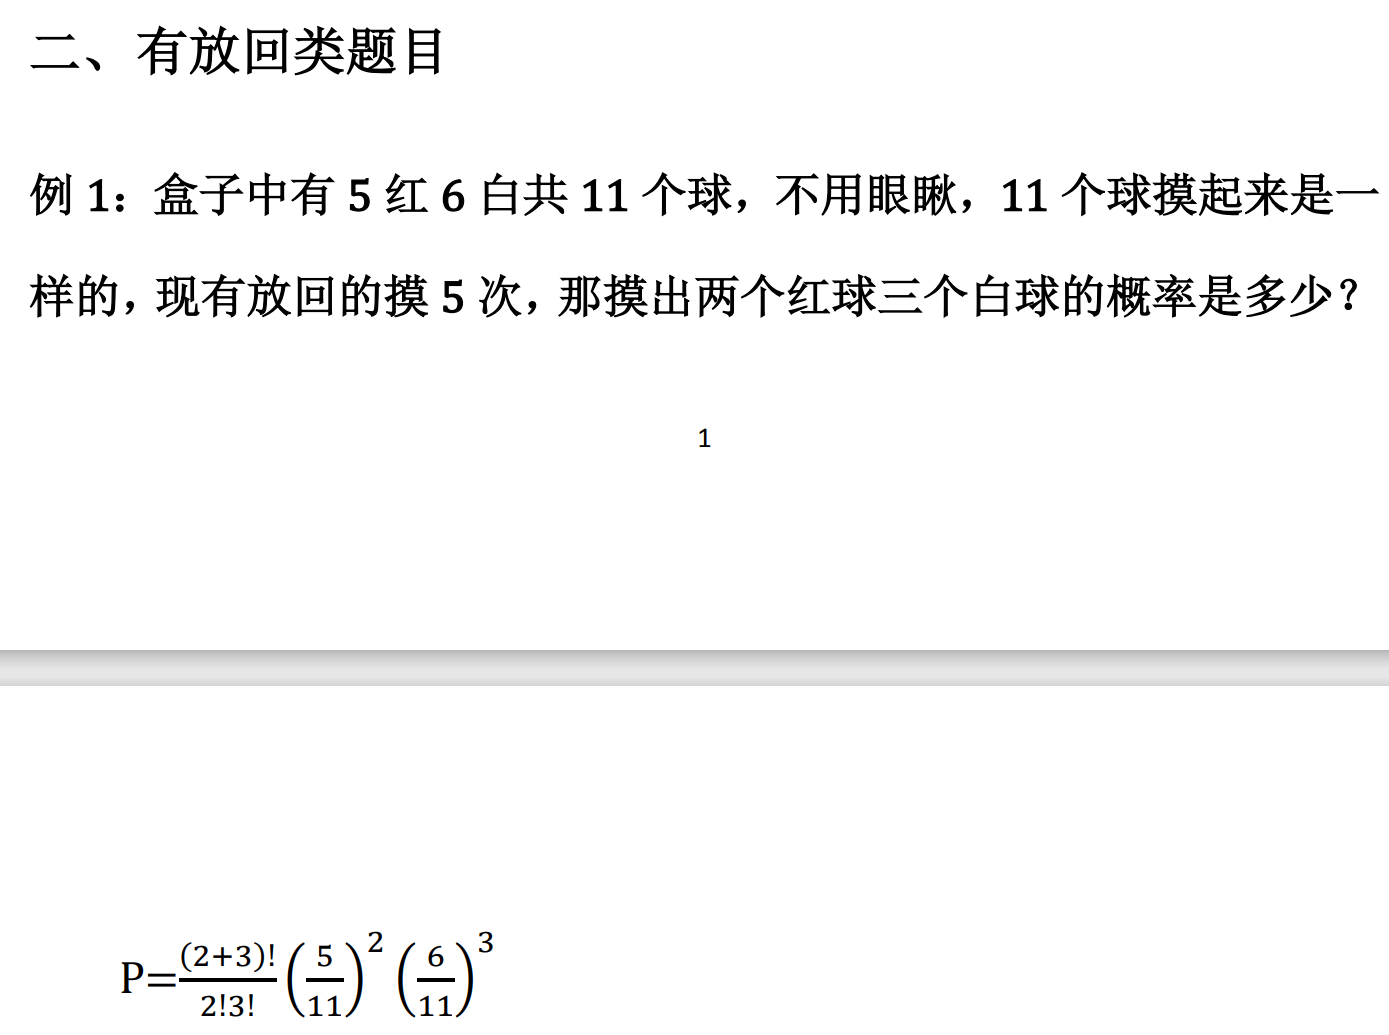 二、有放回类题目
例 1：盒子中有 5 红 6 白共 11 个球，不用眼瞅，11 个球摸起来是一
样的，现有放回的摸 5 次，那摸出两个红球三个白球的概率是多少？
1
P=\frac{(2+3)!}{2!3!}\left(\frac{5}{11}\right)^2\left(\frac{6}{11}\right)^3